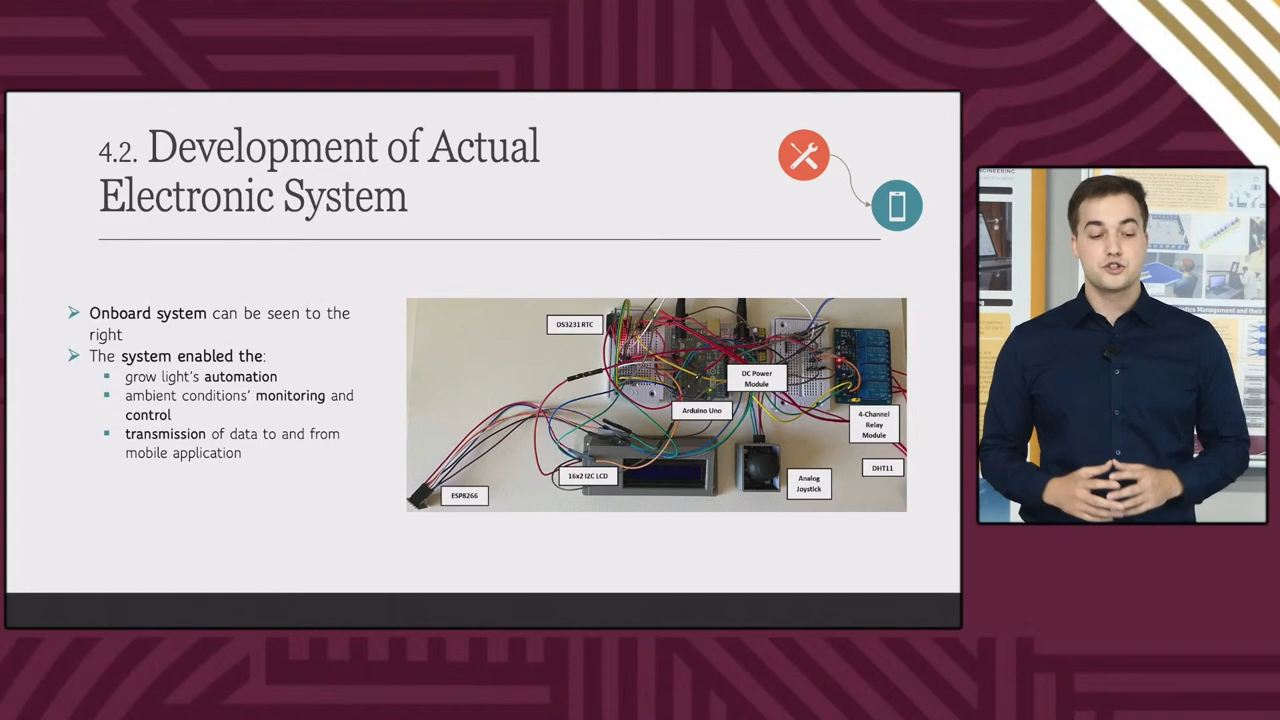 4.2. Development of Actual
Electronic System
Onboard system can be seen to the
right
The system enabled the:
grow light's automation
ambient conditions' monitoring and
control
transmission of data to and from
mobile application
DS3231 RTC
DC Power
Module
Arduino Uno
4-Channel
Relay
Module
DHT11
16x2 I2C LCD
Analog
Joystick
ESP8266